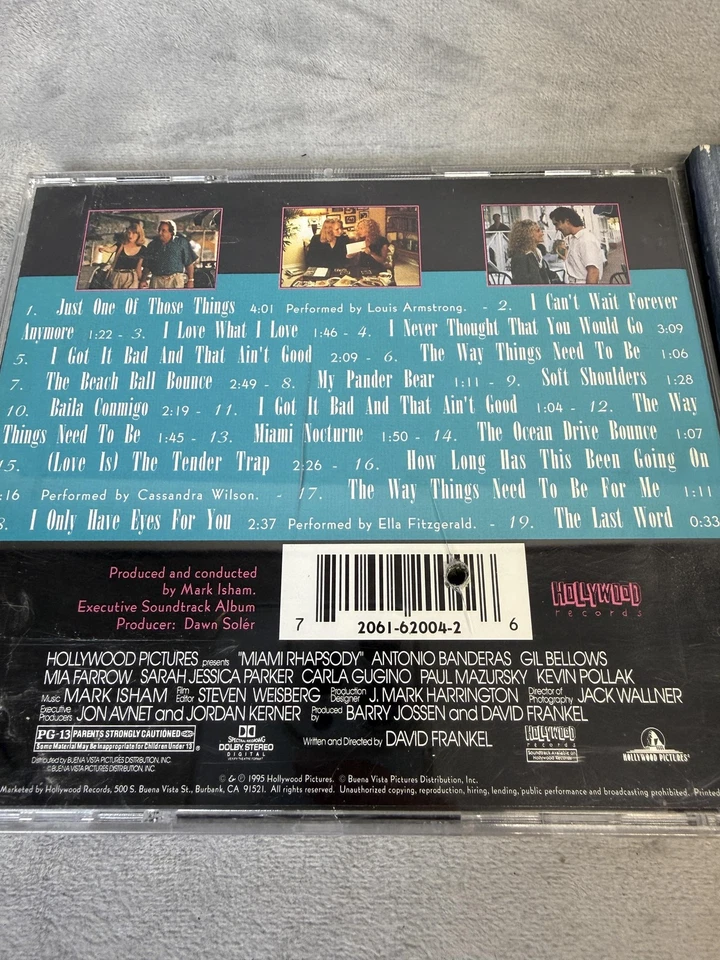 1. Just One Of Those Things 4:01 Performed by Louis Armstrong. - 2. I Can't Wait Forever
Anymore 1:22 - 3. I Love What I Love 1:46 - 4. I Never Thought That You Would Go 3:09
5. I Got It Bad And That Ain't Good 2:09 - 6. The Way Things Need To Be 1:06
7. The Beach Ball Bounce 2:49 - 8. My Pander Bear 1:11 - 9. Soft Shoulders 1:28
10. Baila Conmigo 2:19 - 11. I Got It Bad And That Ain't Good 1:04 - 12. The Way
Things Need To Be 1:45 - 13. Miami Nocturne 1:50 - 14. The Ocean Drive Bounce 1:07
15. (Love Is) The Tender Trap 2:26 - 16. How Long Has This Been Going On
:16 Performed by Cassandra Wilson. - 17. The Way Things Need To Be For Me 1:11
8. I Only Have Eyes For You 2:37 Performed by Ella Fitzgerald. - 19. The Last Word 0:33
Produced and conducted
by Mark Isham.
Executive Soundtrack Album
Producer: Dawn Solér
7 2061-62004-2 6
HOLLYWOOD
records
HOLLYWOOD PICTURES presents "MIAMI RHAPSODY" ANTONIO BANDERAS GIL BELLOWS
MIA FARROW SARAH JESSICA PARKER CARLA GUGINO PAUL MAZURSKY KEVIN POLLAK
Music MARK ISHAM Film Editor STEVEN WEISBERG Production Designer J. MARK HARRINGTON Director of Photography JACK WALLNER
Executive Producers JON AVNET and JORDAN KERNER Produced by BARRY JOSSEN and DAVID FRANKEL
PG-13 PARENTS STRONGLY CAUTIONED
Some Material May Be Inappropriate for Children Under 13
DOLBY STEREO
DIGITAL
Written and Directed by DAVID FRANKEL
HOLLYWOOD
records
Soundtrack Available on
Hollywood Records
HOLLYWOOD PICTURES
Distributed by BUENA VISTA PICTURES DISTRIBUTION, INC.
© BUENA VISTA PICTURES DISTRIBUTION, INC.
© & ℗ 1995 Hollywood Pictures. © Buena Vista Pictures Distribution, Inc.
Marketed by Hollywood Records, 500 S. Buena Vista St., Burbank, CA 91521. All rights reserved. Unauthorized copying, reproduction, hiring, lending, public performance and broadcasting prohibited. Printed